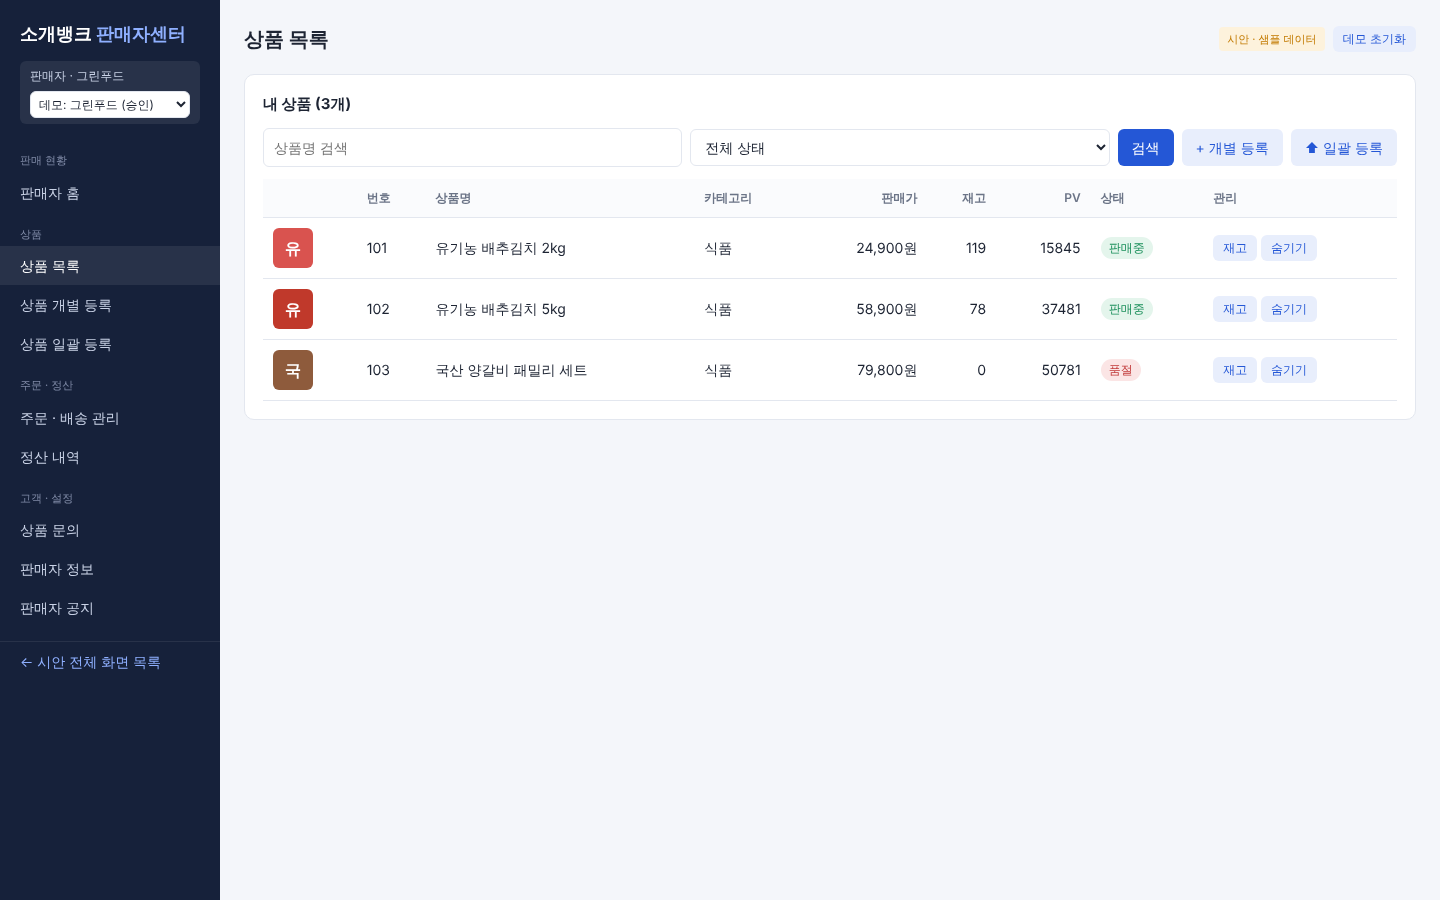 소개뱅크 판매자센터
판매자 · 그린푸드
데모: 그린푸드 (승인)
판매 현황
판매자 홈
상품
상품 목록
상품 개별 등록
상품 일괄 등록
주문 · 정산
주문 · 배송 관리
정산 내역
고객 · 설정
상품 문의
판매자 정보
판매자 공지
← 시안 전체 화면 목록
상품 목록
시안 · 샘플 데이터
데모 초기화
내 상품 (3개)
상품명 검색
전체 상태
검색
+ 개별 등록
⬆ 일괄 등록
번호 상품명 카테고리 판매가 재고 PV 상태 관리
유 101 유기농 배추김치 2kg 식품 24,900원 119 15845 판매중 재고 숨기기
유 102 유기농 배추김치 5kg 식품 58,900원 78 37481 판매중 재고 숨기기
국 103 국산 양갈비 패밀리 세트 식품 79,800원 0 50781 품절 재고 숨기기